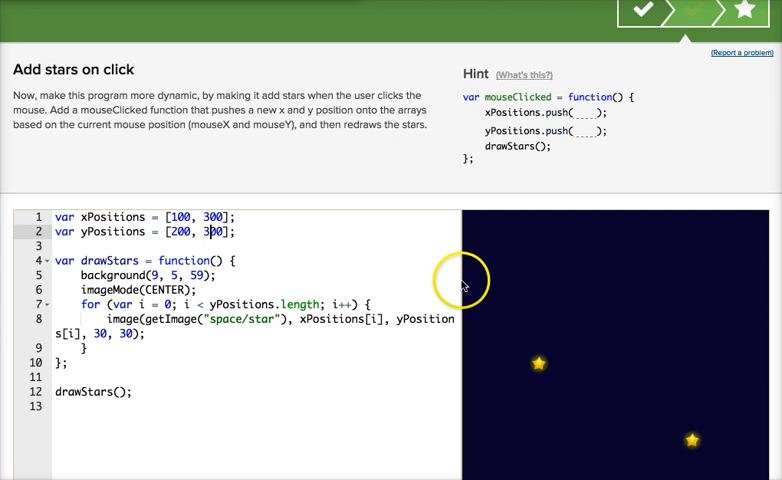 (Report a problem)
Add stars on click
Now, make this program more dynamic, by making it add stars when the user clicks the
mouse. Add a mouseClicked function that pushes a new x and y position onto the arrays
based on the current mouse position (mouseX and mouseY), and then redraws the stars.
Hint (What's this?)
var mouseClicked = function() {
xPositions.push(____);
yPositions.push(____);
drawStars();
};
1 var xPositions = [100, 300];
2 var yPositions = [200, 300];
3
4 var drawStars = function() {
5 background(9, 5, 59);
6 imageMode(CENTER);
7 for (var i = 0; i < yPositions.length; i++) {
8 image(getImage("space/star"), xPositions[i], yPosition
s[i], 30, 30);
9 }
10 };
11
12 drawStars();
13